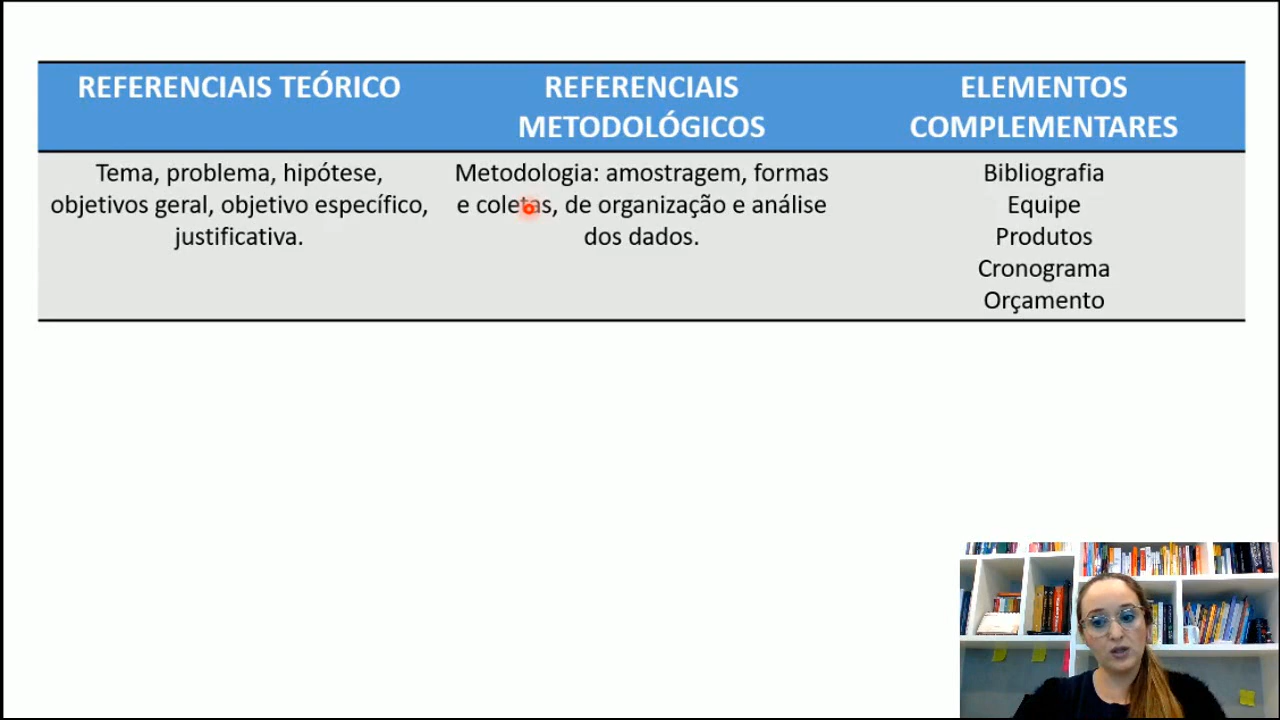 REFERENCIAIS TEÓRICO
REFERENCIAIS
METODOLÓGICOS
ELEMENTOS
COMPLEMENTARES
Tema, problema, hipótese,
objetivos geral, objetivo específico,
justificativa.
Metodologia: amostragem, formas
e coletas, de organização e análise
dos dados.
Bibliografia
Equipe
Produtos
Cronograma
Orçamento